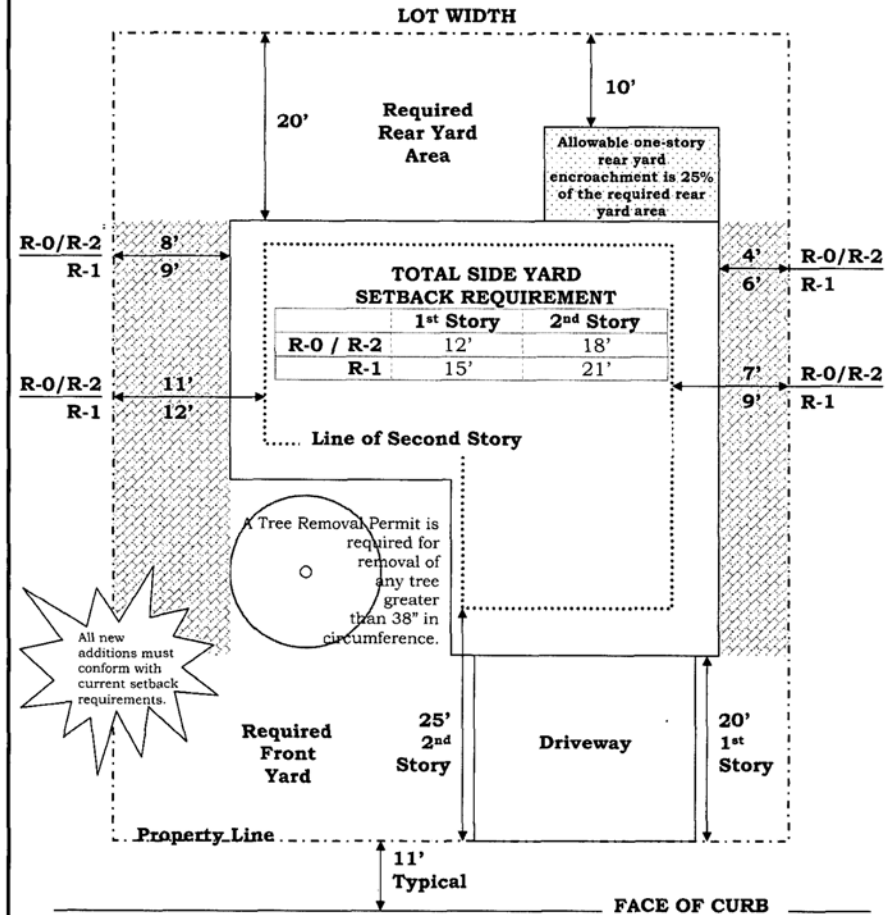 LOT WIDTH
10'
20'
Required
Rear Yard
Area
Allowable one-story
rear yard
encroachment is 25%
of the required rear
yard area
R-0/R-2
R-1
8'
9'
4'
6'
R-0/R-2
R-1
TOTAL SIDE YARD
SETBACK REQUIREMENT
1st Story 2nd Story
R-0 / R-2 12' 18'
R-1 15' 21'
R-0/R-2
R-1
11'
12'
7'
9'
R-0/R-2
R-1
Line of Second Story
A Tree Removal Permit is
required for
removal of
any tree
greater
than 38" in
circumference.
All new
additions must
conform with
current setback
requirements.
Required
Front
Yard
25'
2nd
Story
Driveway
20'
1st
Story
Property Line
11'
Typical
FACE OF CURB